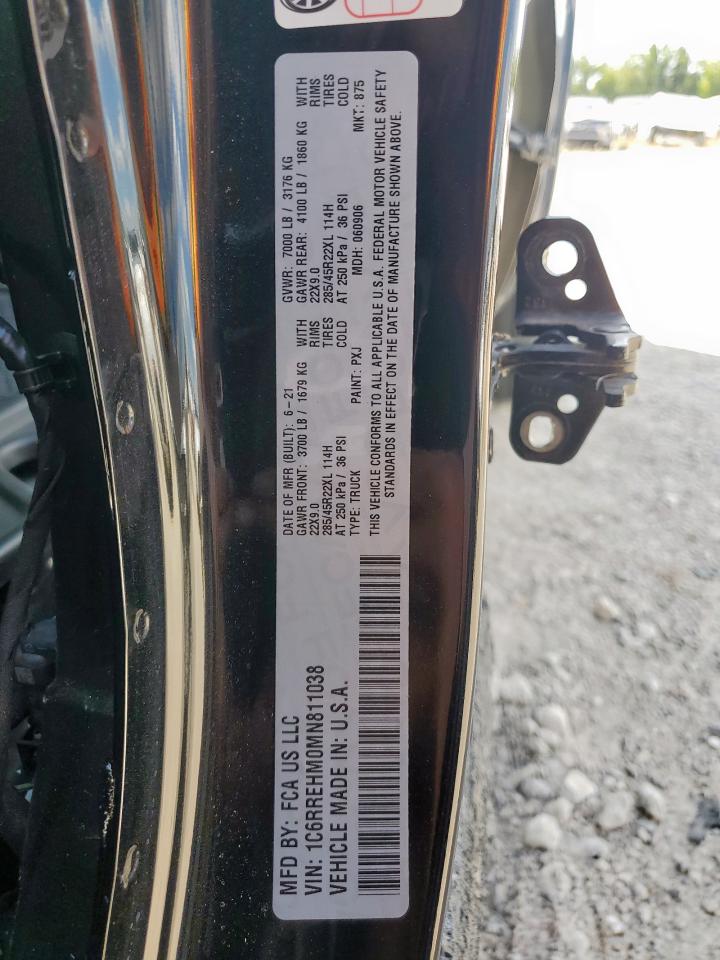 MFD BY: FCA US LLC
VIN: 1C6RREHM0MN811038
VEHICLE MADE IN: U.S.A.
DATE OF MFR (BUILT): 6-21 GVWR: 7000 LB / 3176 KG
GAWR FRONT: 3700 LB / 1679 KG WITH GAWR REAR: 4100 LB / 1860 KG WITH
22X9.0 RIMS 22X9.0 RIMS
285/45R22XL 114H TIRES 285/45R22XL 114H TIRES
AT 250 kPa / 36 PSI COLD AT 250 kPa / 36 PSI COLD
TYPE: TRUCK PAINT: PXJ MDH: 060906 MKT: 875
THIS VEHICLE CONFORMS TO ALL APPLICABLE U.S.A. FEDERAL MOTOR VEHICLE SAFETY
STANDARDS IN EFFECT ON THE DATE OF MANUFACTURE SHOWN ABOVE.